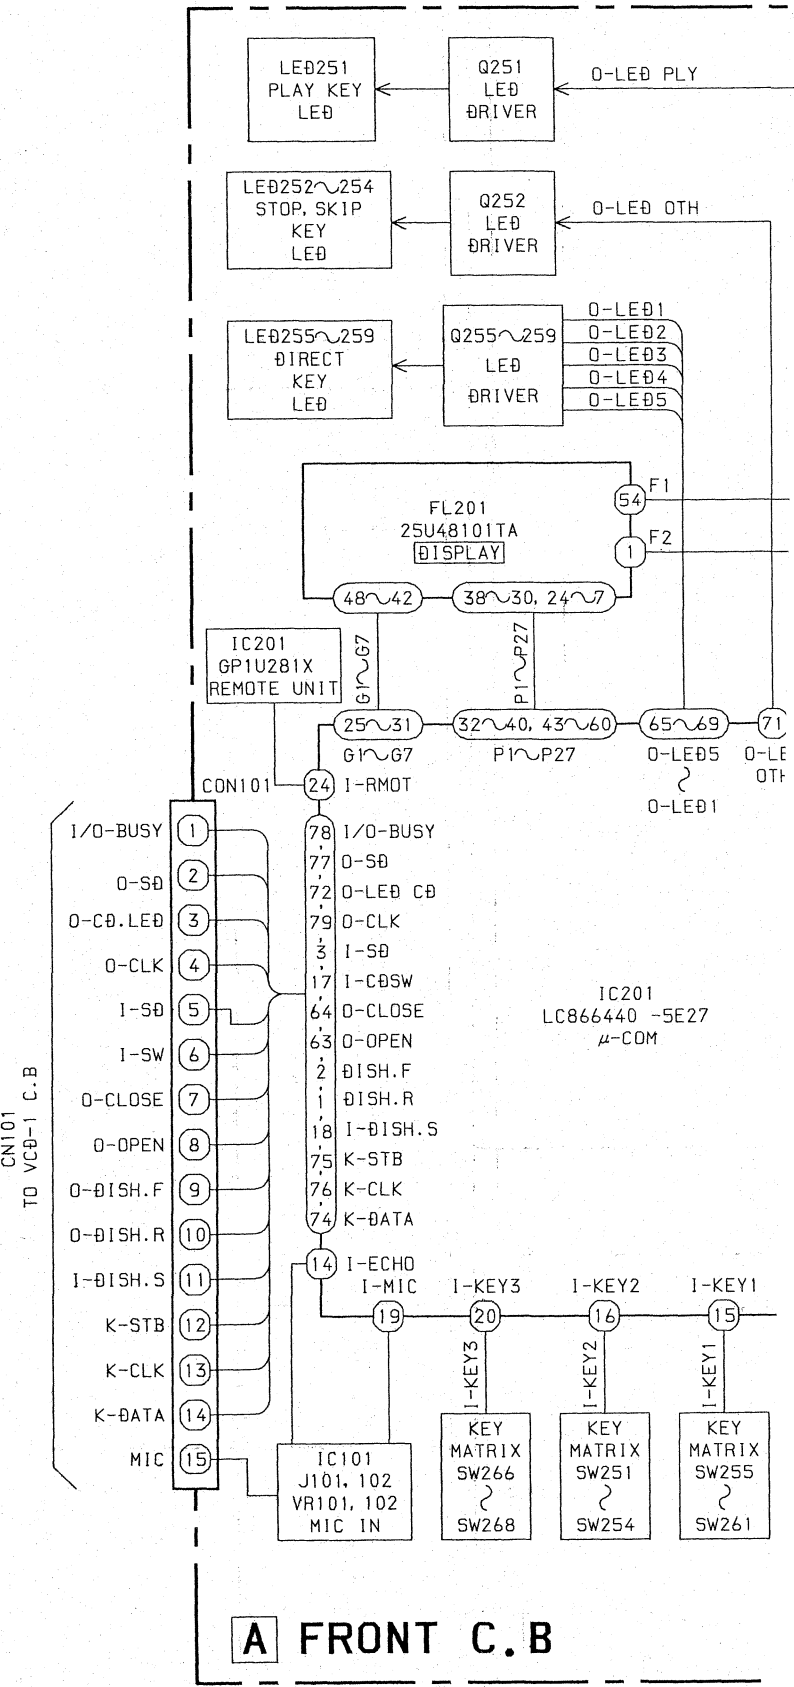 LED251
PLAY KEY
LED
Q251
LED
DRIVER
O-LED PLY
LED252~254
STOP, SKIP
KEY
LED
Q252
LED
DRIVER
O-LED OTH
LED255~259
DIRECT
KEY
LED
Q255~259
LED
DRIVER
O-LED1
O-LED2
O-LED3
O-LED4
O-LED5
FL201
25U48101TA
DISPLAY
54 F1
1 F2
48~42
38~30, 24~7
IC201
GP1U281X
REMOTE UNIT
G1~G7
P1~P27
25~31
32~40, 43~60
65~69
71
G1~G7
P1~P27
O-LED5
~
O-LED1
O-LE
OTH
CON101
24 I-RMOT
I/O-BUSY 1
O-SD 2
O-CD.LED 3
O-CLK 4
I-SD 5
I-SW 6
O-CLOSE 7
O-OPEN 8
O-DISH.F 9
O-DISH.R 10
I-DISH.S 11
K-STB 12
K-CLK 13
K-DATA 14
MIC 15
CN101
TO VCD-1 C.B
78 I/O-BUSY
77 O-SD
72 O-LED CD
79 O-CLK
3 I-SD
17 I-CDSW
64 O-CLOSE
63 O-OPEN
2 DISH.F
1 DISH.R
18 I-DISH.S
75 K-STB
76 K-CLK
74 K-DATA
14 I-ECHO
IC201
LC866440 -5E27
μ-COM
I-MIC
I-KEY3
I-KEY2
I-KEY1
19
20
16
15
I-KEY3
I-KEY2
I-KEY1
IC101
J101, 102
VR101, 102
MIC IN
KEY
MATRIX
SW266
~
SW268
KEY
MATRIX
SW251
~
SW254
KEY
MATRIX
SW255
~
SW261
A FRONT C.B